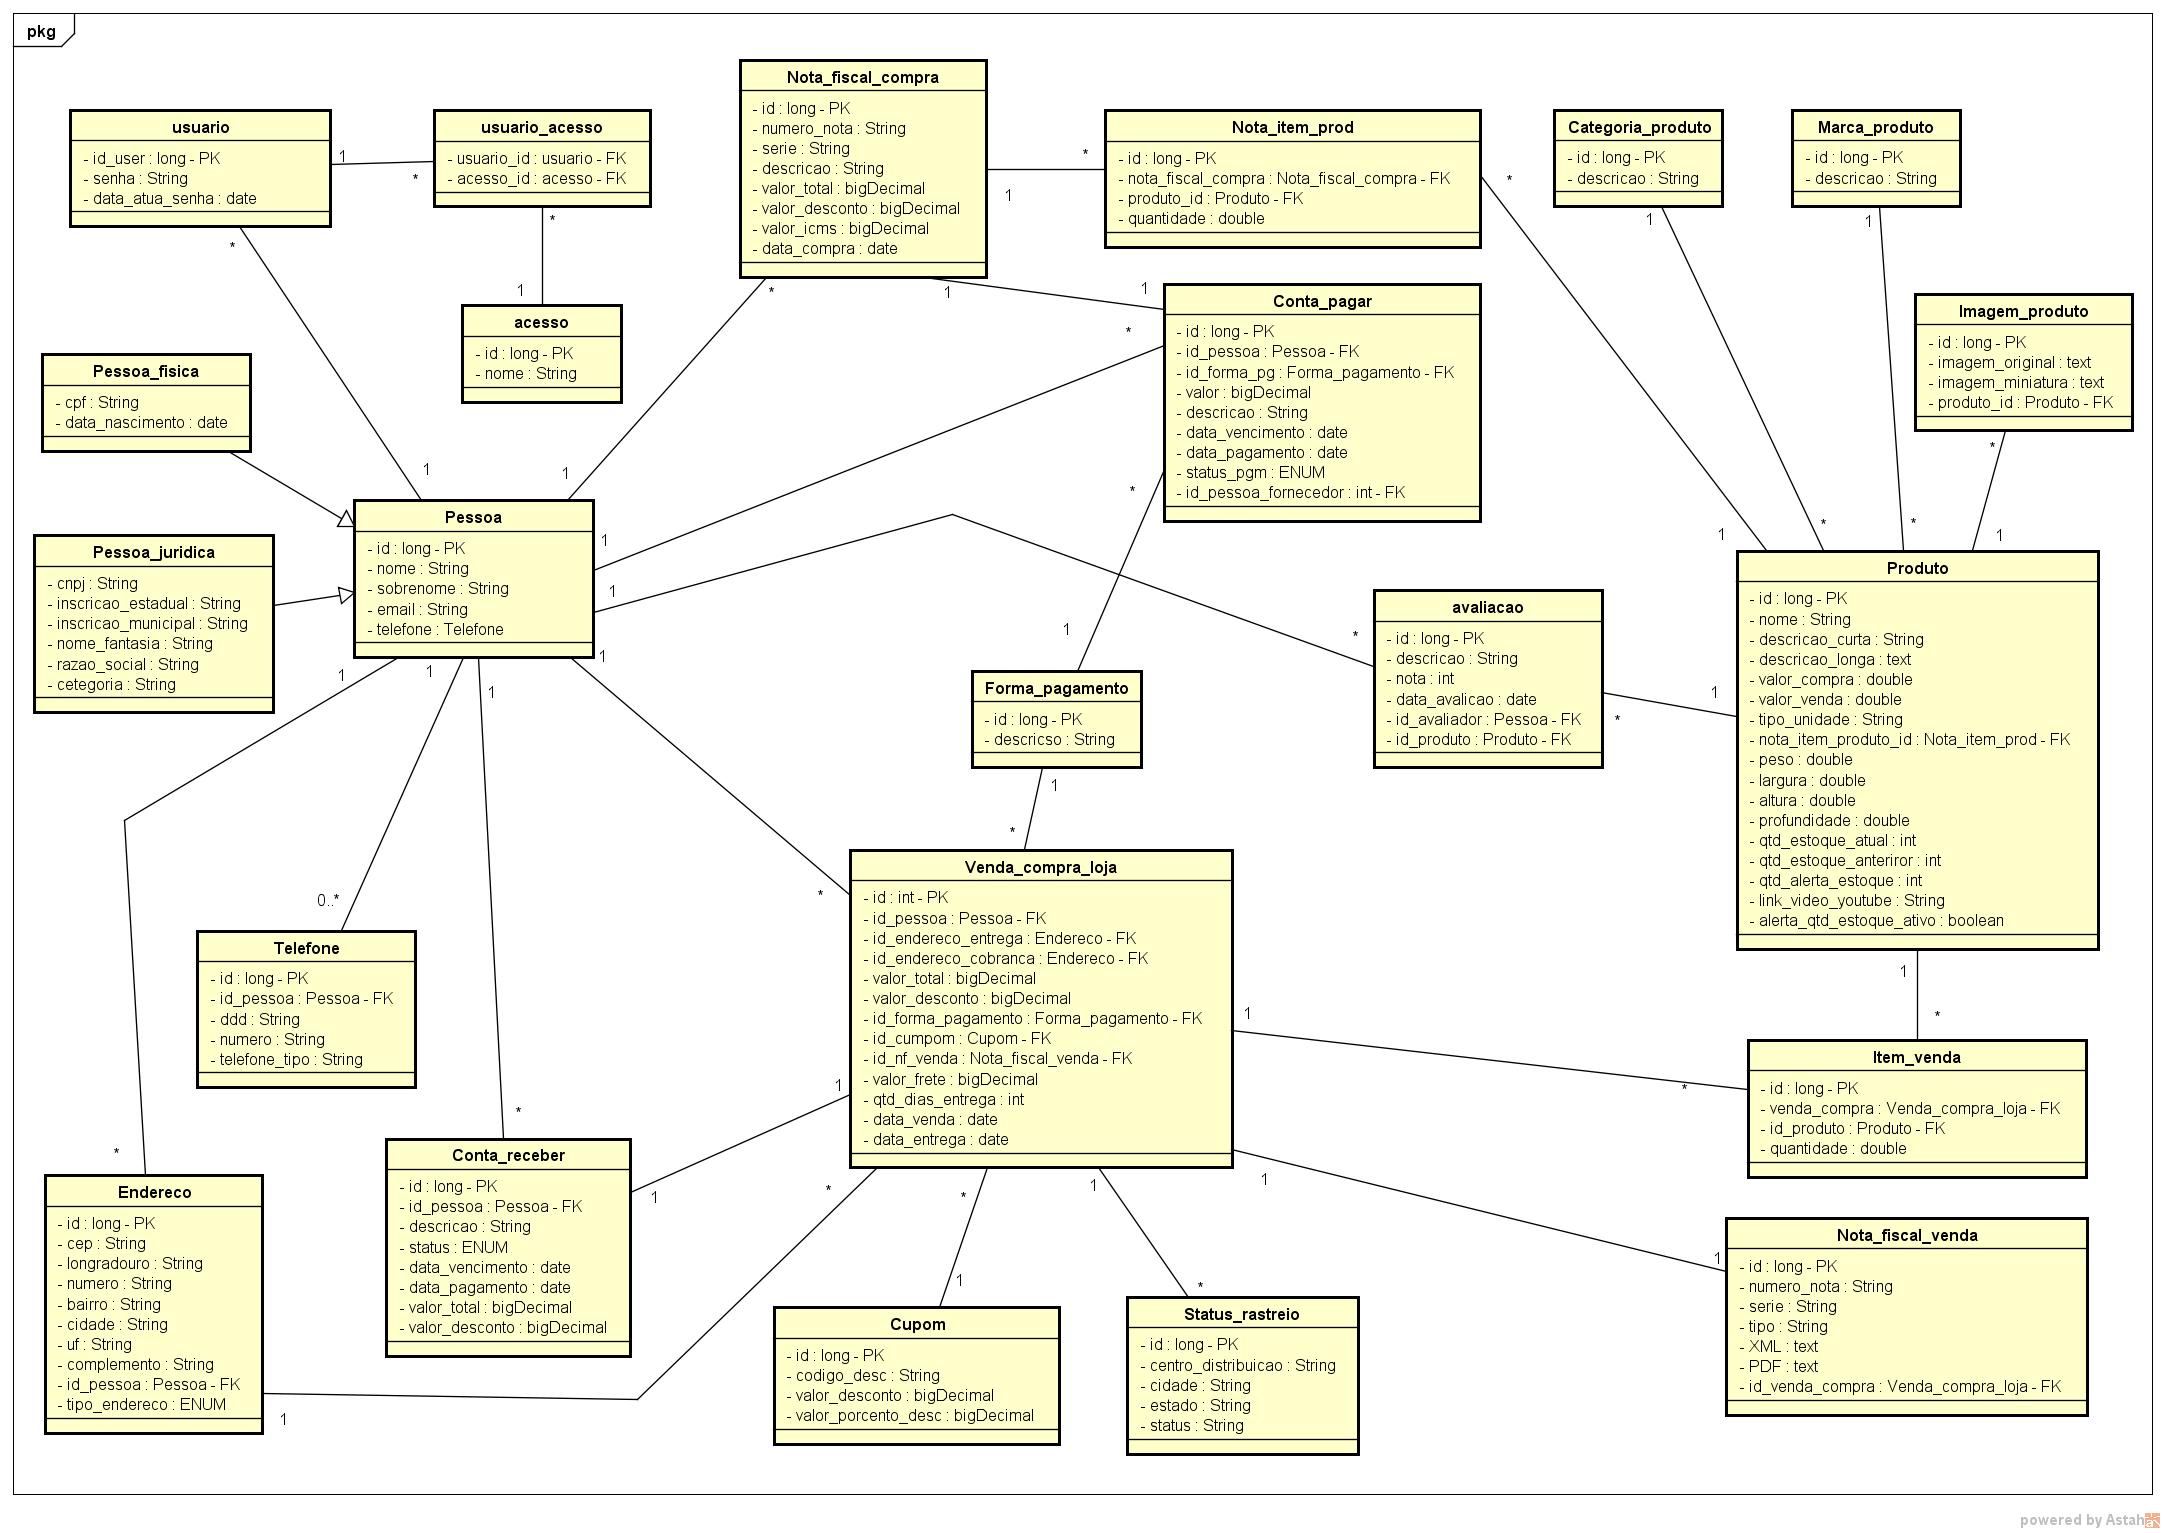 pkg
usuario
- id_user : long - PK
- senha : String
- data_atua_senha : date
1
*
usuario_acesso
- usuario_id : usuario - FK
- acesso_id : acesso - FK
*
1
acesso
- id : long - PK
- nome : String
*
1
Nota_fiscal_compra
- id : long - PK
- numero_nota : String
- serie : String
- descricao : String
- valor_total : bigDecimal
- valor_desconto : bigDecimal
- valor_icms : bigDecimal
- data_compra : date
*
1
*
1
1
1
Nota_item_prod
- id : long - PK
- nota_fiscal_compra : Nota_fiscal_compra - FK
- produto_id : Produto - FK
- quantidade : double
*
1
Categoria_produto
- id : long - PK
- descricao : String
1
*
Marca_produto
- id : long - PK
- descricao : String
1
*
Imagem_produto
- id : long - PK
- imagem_original : text
- imagem_miniatura : text
- produto_id : Produto - FK
*
1
Conta_pagar
- id : long - PK
- id_pessoa : Pessoa - FK
- id_forma_pg : Forma_pagamento - FK
- valor : bigDecimal
- descricao : String
- data_vencimento : date
- data_pagamento : date
- status_pgm : ENUM
- id_pessoa_fornecedor : int - FK
*
1
*
1
Pessoa_fisica
- cpf : String
- data_nascimento : date
Pessoa_juridica
- cnpj : String
- inscricao_estadual : String
- inscricao_municipal : String
- nome_fantasia : String
- razao_social : String
- cetegoria : String
Pessoa
- id : long - PK
- nome : String
- sobrenome : String
- email : String
- telefone : Telefone
1
*
1
0..*
1
*
1
*
1
*
avaliacao
- id : long - PK
- descricao : String
- nota : int
- data_avalicao : date
- id_avaliador : Pessoa - FK
- id_produto : Produto - FK
*
1
Produto
- id : long - PK
- nome : String
- descricao_curta : String
- descricao_longa : text
- valor_compra : double
- valor_venda : double
- tipo_unidade : String
- nota_item_produto_id : Nota_item_prod - FK
- peso : double
- largura : double
- altura : double
- profundidade : double
- qtd_estoque_atual : int
- qtd_estoque_anteriror : int
- qtd_alerta_estoque : int
- link_video_youtube : String
- alerta_qtd_estoque_ativo : boolean
1
*
Forma_pagamento
- id : long - PK
- descricso : String
1
*
Venda_compra_loja
- id : int - PK
- id_pessoa : Pessoa - FK
- id_endereco_entrega : Endereco - FK
- id_endereco_cobranca : Endereco - FK
- valor_total : bigDecimal
- valor_desconto : bigDecimal
- id_forma_pagamento : Forma_pagamento - FK
- id_cumpom : Cupom - FK
- id_nf_venda : Nota_fiscal_venda - FK
- valor_frete : bigDecimal
- qtd_dias_entrega : int
- data_venda : date
- data_entrega : date
1
*
1
1
1
1
*
1
*
1
1
*
Telefone
- id : long - PK
- id_pessoa : Pessoa - FK
- ddd : String
- numero : String
- telefone_tipo : String
Item_venda
- id : long - PK
- venda_compra : Venda_compra_loja - FK
- id_produto : Produto - FK
- quantidade : double
Conta_receber
- id : long - PK
- id_pessoa : Pessoa - FK
- descricao : String
- status : ENUM
- data_vencimento : date
- data_pagamento : date
- valor_total : bigDecimal
- valor_desconto : bigDecimal
Endereco
- id : long - PK
- cep : String
- longradouro : String
- numero : String
- bairro : String
- cidade : String
- uf : String
- complemento : String
- id_pessoa : Pessoa - FK
- tipo_endereco : ENUM
Cupom
- id : long - PK
- codigo_desc : String
- valor_desconto : bigDecimal
- valor_porcento_desc : bigDecimal
Status_rastreio
- id : long - PK
- centro_distribuicao : String
- cidade : String
- estado : String
- status : String
Nota_fiscal_venda
- id : long - PK
- numero_nota : String
- serie : String
- tipo : String
- XML : text
- PDF : text
- id_venda_compra : Venda_compra_loja - FK
powered by Astah